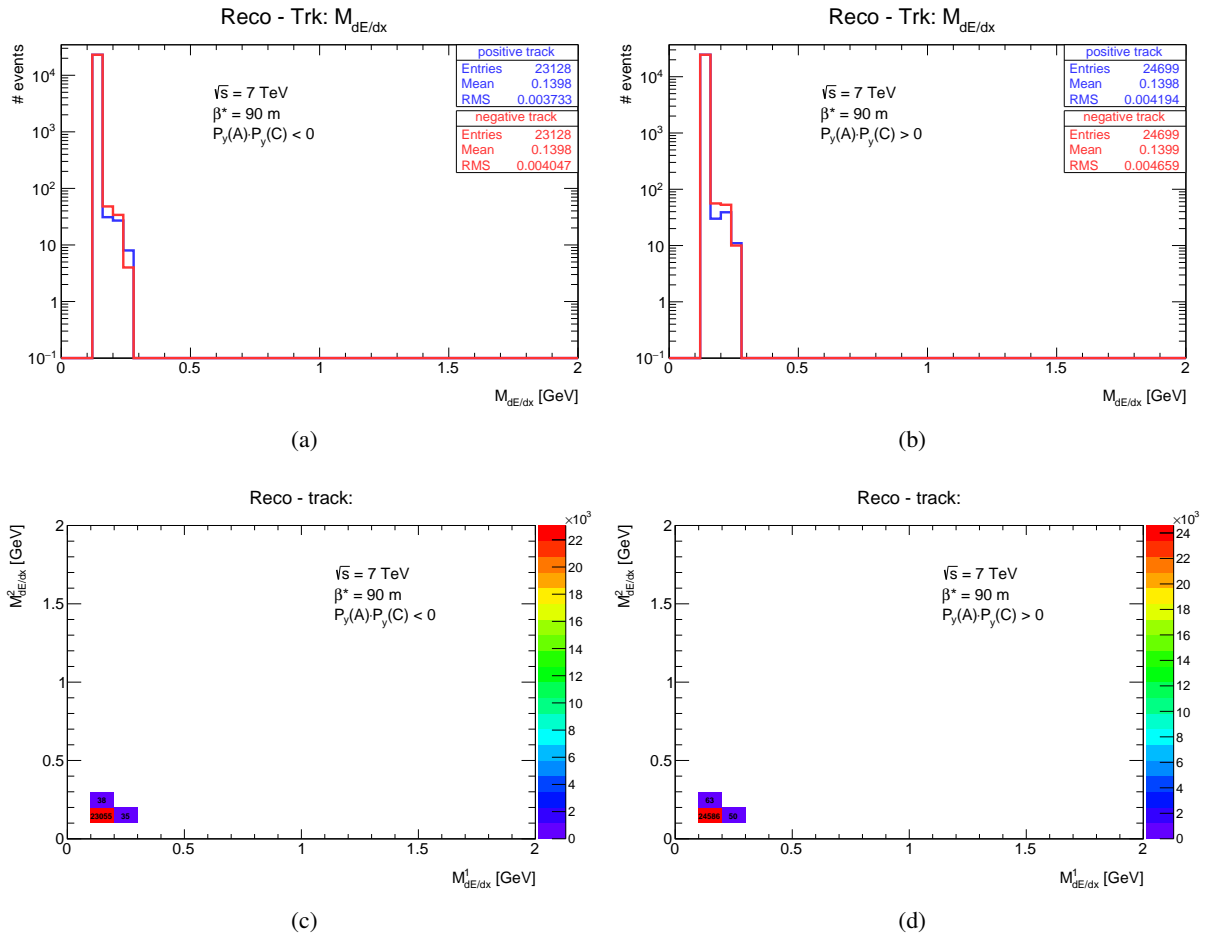 Reco - Trk: M_dE/dx
# events
10^4
10^3
10^2
10
1
10^−1
0 0.5 1 1.5 2
M_dE/dx [GeV]
√s = 7 TeV
β* = 90 m
P_y(A)·P_y(C) < 0
positive track
Entries 23128
Mean 0.1398
RMS 0.003733
negative track
Entries 23128
Mean 0.1398
RMS 0.004047
(a)
Reco - Trk: M_dE/dx
# events
10^4
10^3
10^2
10
1
10^−1
0 0.5 1 1.5 2
M_dE/dx [GeV]
√s = 7 TeV
β* = 90 m
P_y(A)·P_y(C) > 0
positive track
Entries 24699
Mean 0.1398
RMS 0.004194
negative track
Entries 24699
Mean 0.1399
RMS 0.004659
(b)
Reco - track:
M^2_dE/dx [GeV]
2
1.5
1
0.5
0
0 0.5 1 1.5 2
M^1_dE/dx [GeV]
√s = 7 TeV
β* = 90 m
P_y(A)·P_y(C) < 0
38
23055 35
×10^3
22
20
18
16
14
12
10
8
6
4
2
0
(c)
Reco - track:
M^2_dE/dx [GeV]
2
1.5
1
0.5
0
0 0.5 1 1.5 2
M^1_dE/dx [GeV]
√s = 7 TeV
β* = 90 m
P_y(A)·P_y(C) > 0
63
24586 50
×10^3
24
22
20
18
16
14
12
10
8
6
4
2
0
(d)